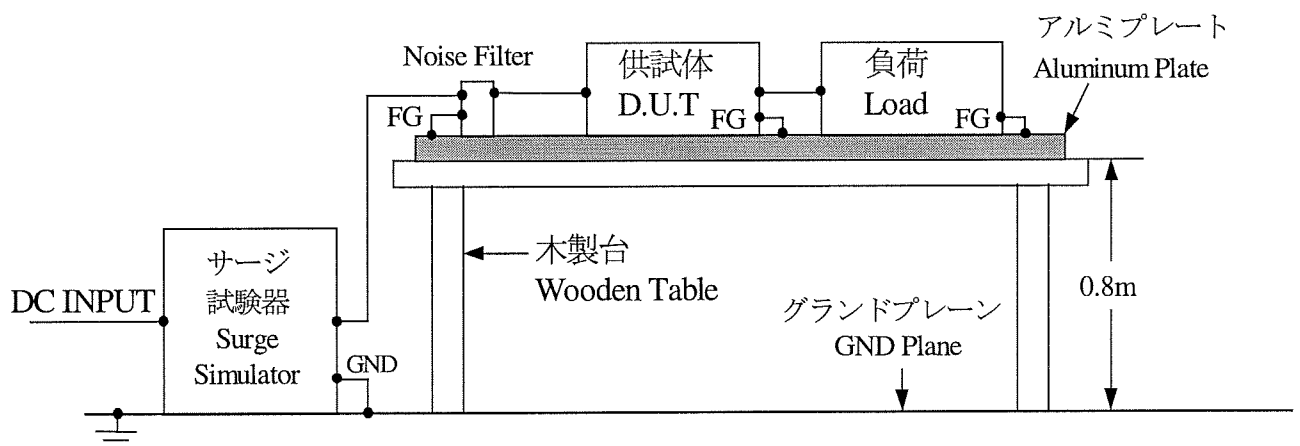 アルミプレート
Aluminum Plate
Noise Filter
供試体
D.U.T
負荷
Load
FG
FG
FG
木製台
Wooden Table
サージ
試験器
Surge
Simulator
DC INPUT
GND
グランドプレーン
GND Plane
0.8m